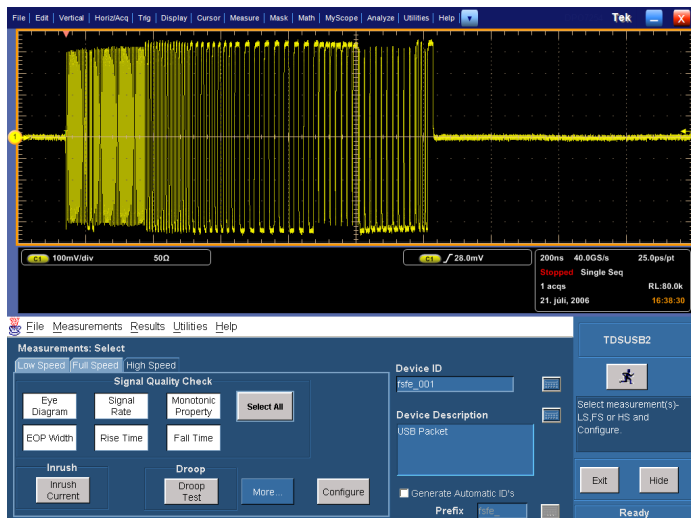 File | Edit | Vertical | Horiz/Acq | Trig | Display | Cursor | Measure | Mask | Math | MyScope | Analyze | Utilities | Help
Tek
1
C1 100mV/div 50Ω
C1 28.0mV
200ns 40.0GS/s 25.0ps/pt
Stopped Single Seq
1 acqs RL:80.0k
21. júli, 2006 16:38:30
File Measurements Results Utilities Help
TDSUSB2
Measurements: Select
Low Speed Full Speed High Speed
Signal Quality Check
Eye Diagram
Signal Rate
Monotonic Property
Select All
EOP Width
Rise Time
Fall Time
Inrush
Inrush Current
Droop
Droop Test
More...
Configure
Device ID
fsfe_001
Device Description
USB Packet
Generate Automatic ID's
Prefix fsfe_ ...
Select measurement(s)-
LS,FS or HS and
Configure.
Exit
Hide
Ready